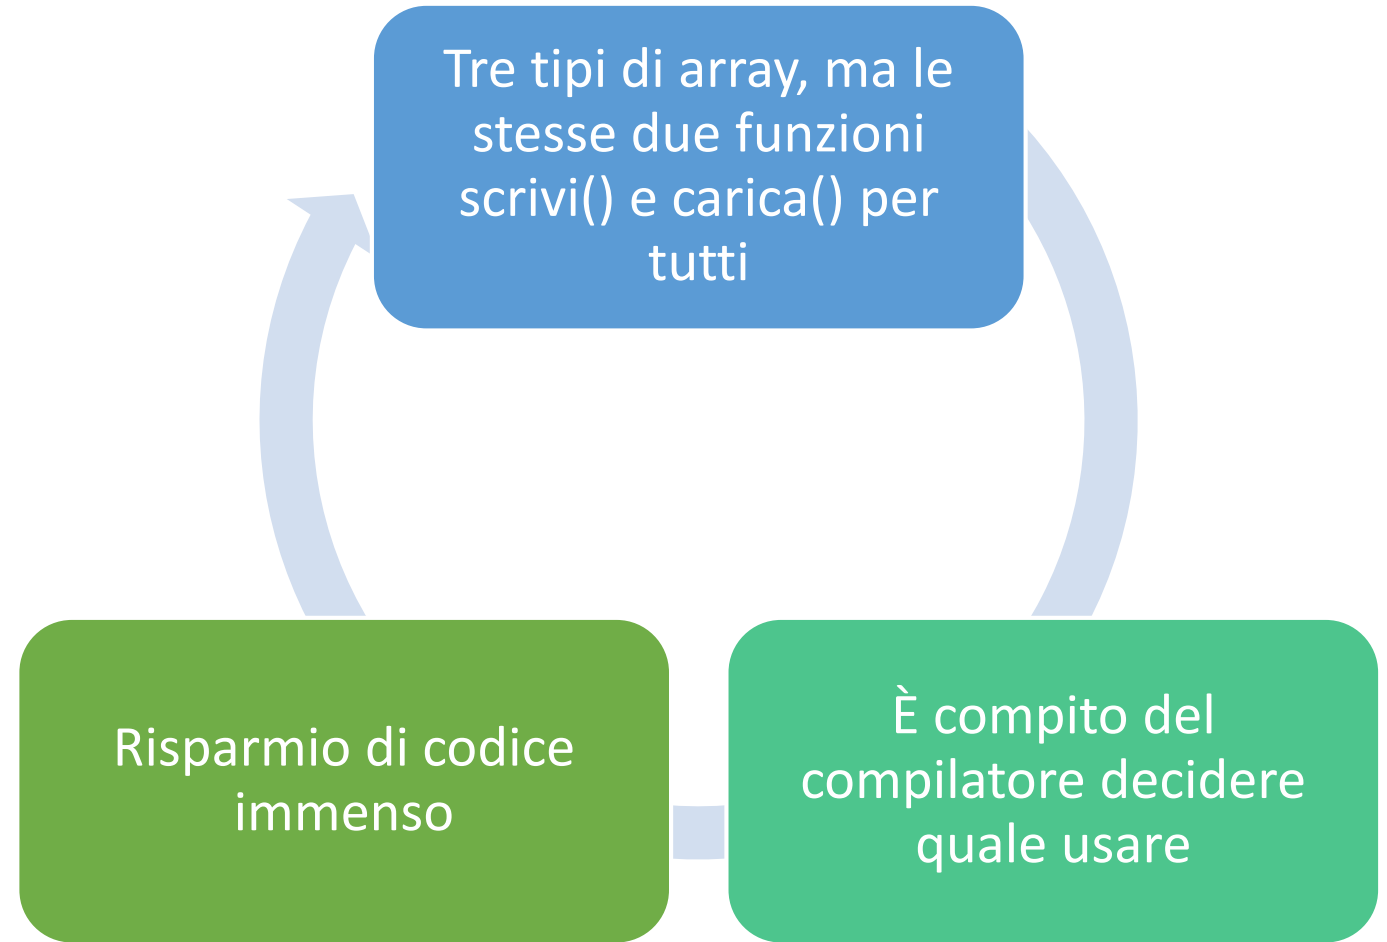 Tre tipi di array, ma le
stesse due funzioni
scrivi() e carica() per
tutti
È compito del
compilatore decidere
quale usare
Risparmio di codice
immenso